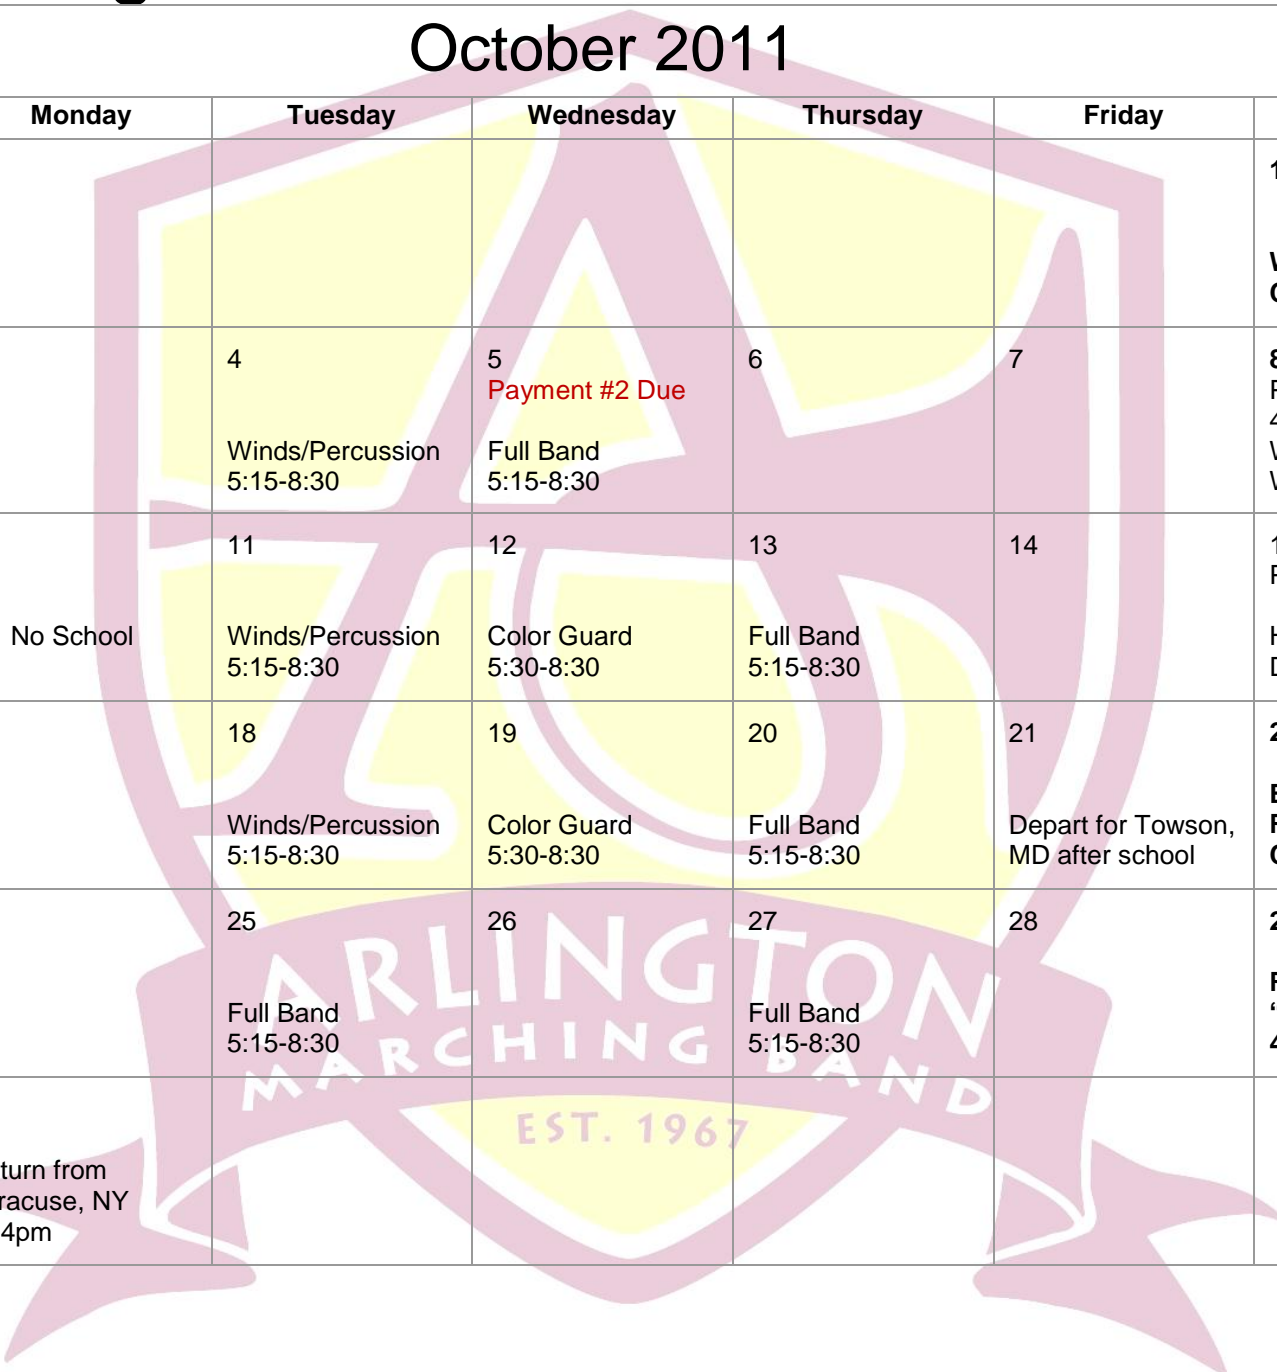 October 2011
Monday Tuesday Wednesday Thursday Friday
4 5 6 7
Payment #2 Due
Winds/Percussion Full Band
5:15-8:30 5:15-8:30
11 12 13 14
No School Winds/Percussion Color Guard Full Band
5:15-8:30 5:30-8:30 5:15-8:30
18 19 20 21
Winds/Percussion Color Guard Full Band Depart for Towson,
5:15-8:30 5:30-8:30 5:15-8:30 MD after school
25 26 27 28
Full Band Full Band
5:15-8:30 5:15-8:30
ARLINGTON
MARCHING BAND
EST. 1967
turn from
racuse, NY
4pm